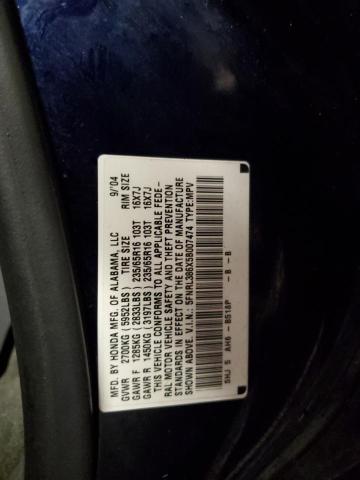 MFD. BY HONDA MFG. OF ALABAMA, LLC 9/'04
GVWR 2700KG (5952LBS) TIRE SIZE RIM SIZE
GAWR F 1285KG (2833LBS) 235/65R16 103T 16X7J
GAWR R 1450KG (3197LBS) 235/65R16 103T 16X7J
THIS VEHICLE CONFORMS TO ALL APPLICABLE FEDE-
RAL MOTOR VEHICLE SAFETY AND THEFT PREVENTION
STANDARDS IN EFFECT ON THE DATE OF MANUFACTURE
SHOWN ABOVE. V.I.N.: 5FNRL386X5B007474 TYPE:MPV
SHJ 5 AH6 - B518P - B - B